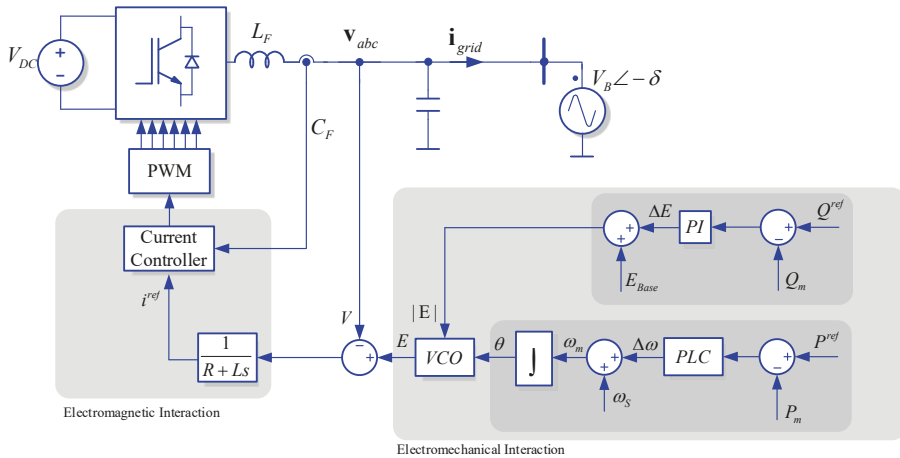 V_DC
L_F
v_abc
i_grid
V_B∠−δ
C_F
PWM
Current
Controller
i^ref
1
R + Ls
Electromagnetic Interaction
V
E
|E|
VCO
θ
∫
ω_m
Δω
ω_S
PLC
P^ref
P_m
ΔE
E_Base
PI
Q^ref
Q_m
Electromechanical Interaction